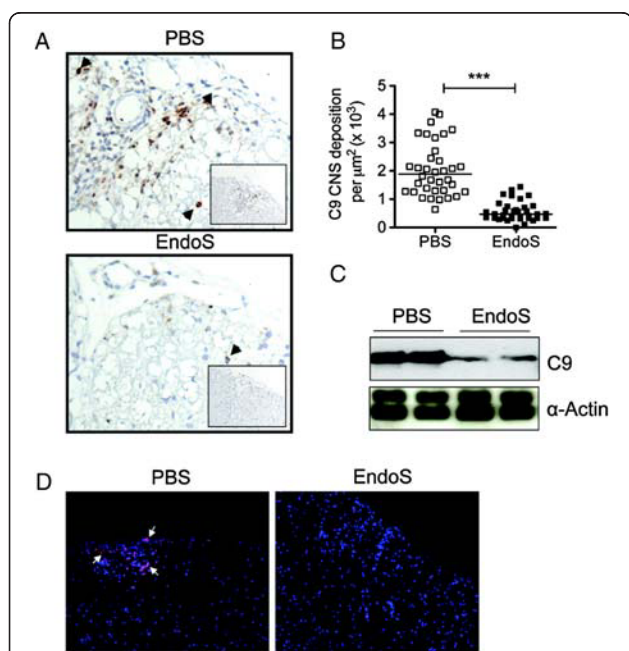 A
PBS
EndoS
B
***
C9 CNS deposition
per μm² (x 10³)
5
4
3
2
1
0
PBS
EndoS
C
PBS
EndoS
C9
α-Actin
D
PBS
EndoS